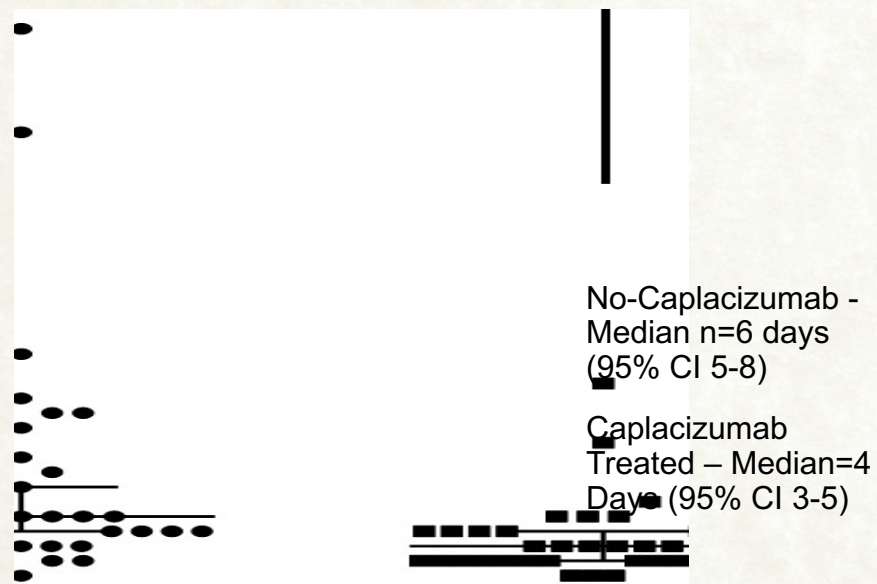 No-Caplacizumab -
Median n=6 days
(95% CI 5-8)
Caplacizumab
Treated – Median=4
Days (95% CI 3-5)